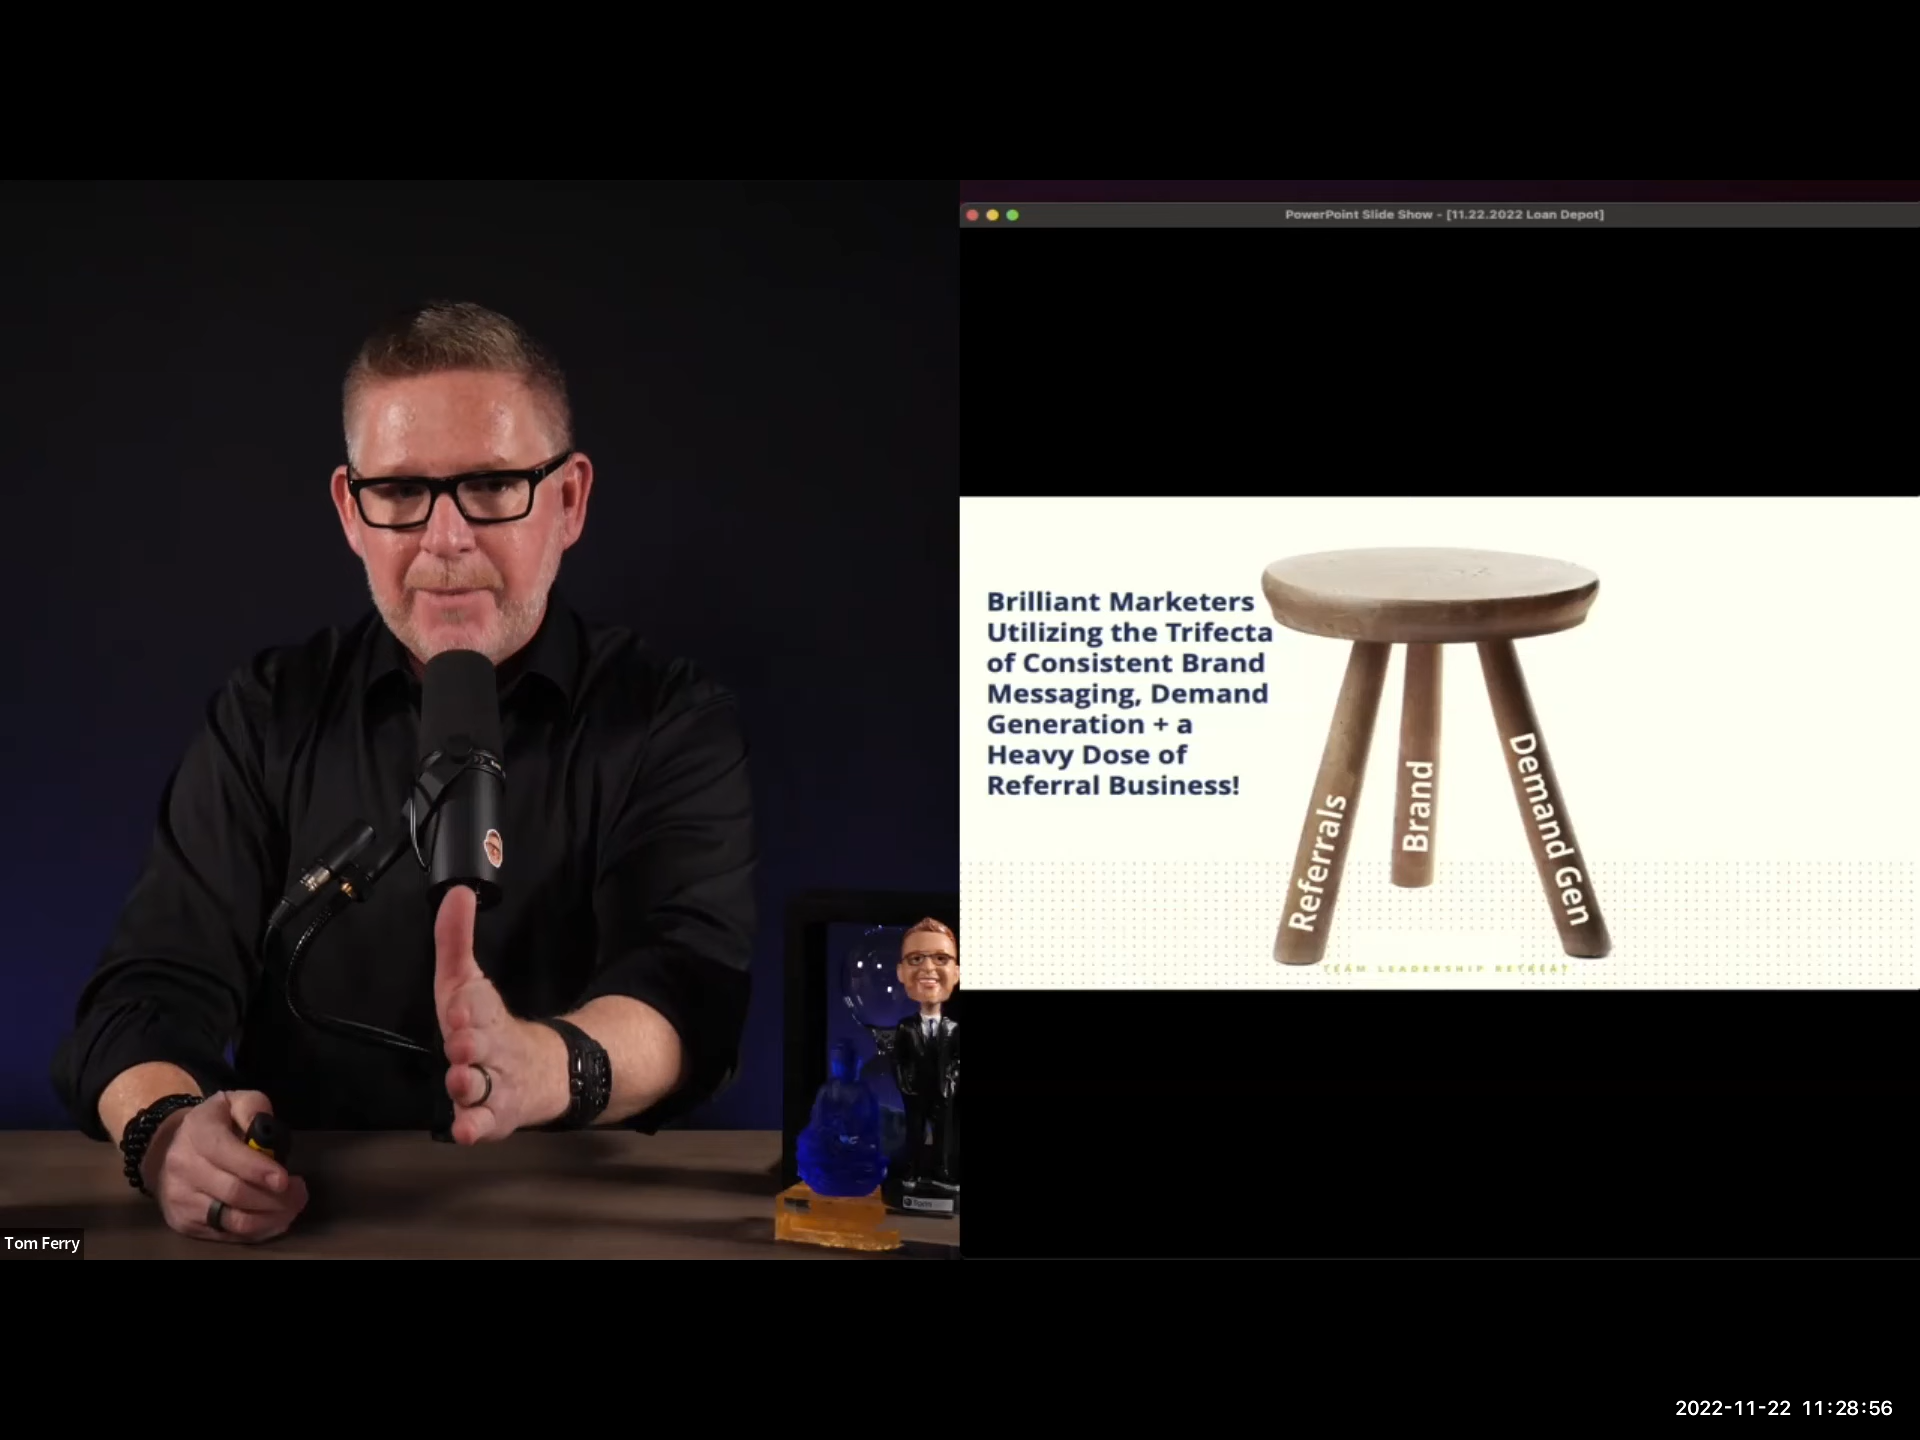 PowerPoint Slide Show - [11.22.2022 Loan Depot]
Brilliant Marketers
Utilizing the Trifecta
of Consistent Brand
Messaging, Demand
Generation + a
Heavy Dose of
Referral Business!
Referrals
Brand
Demand Gen
TEAM LEADERSHIP RETREAT
Tom Ferry
2022-11-22 11:28:56